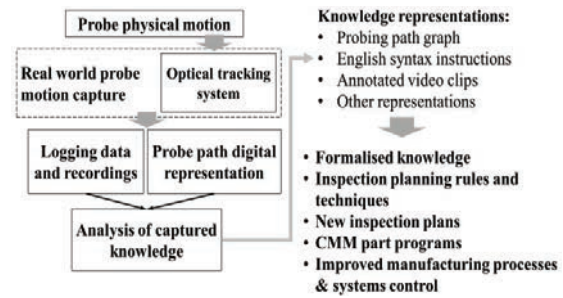 Probe physical motion
Real world probe
motion capture
Optical tracking
system
Logging data
and recordings
Probe path digital
representation
Analysis of captured
knowledge
Knowledge representations:
• Probing path graph
• English syntax instructions
• Annotated video clips
• Other representations
• Formalised knowledge
• Inspection planning rules and
techniques
• New inspection plans
• CMM part programs
• Improved manufacturing processes
& systems control